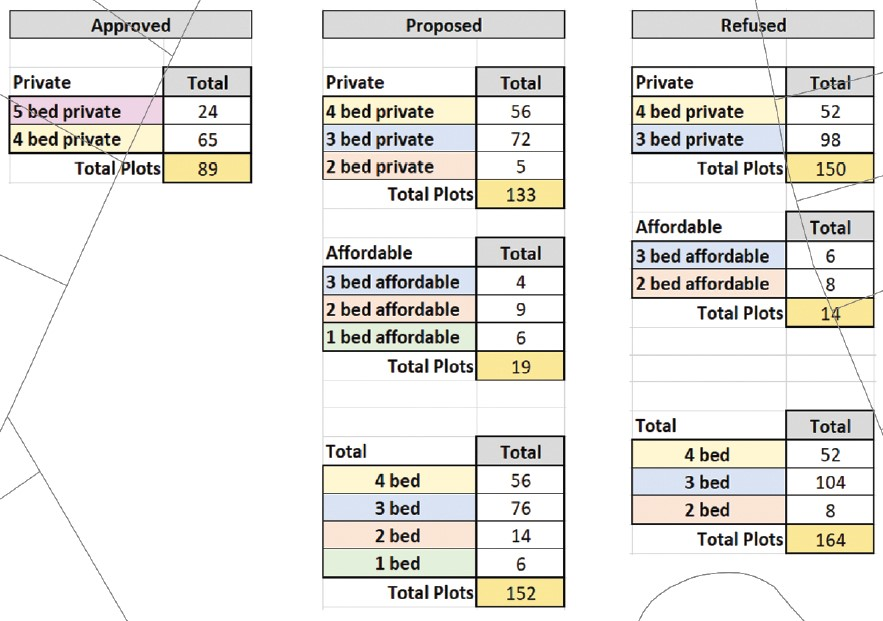 Approved
Private Total
5 bed private 24
4 bed private 65
Total Plots 89
Proposed
Private Total
4 bed private 56
3 bed private 72
2 bed private 5
Total Plots 133
Affordable Total
3 bed affordable 4
2 bed affordable 9
1 bed affordable 6
Total Plots 19
Total Total
4 bed 56
3 bed 76
2 bed 14
1 bed 6
Total Plots 152
Refused
Private Total
4 bed private 52
3 bed private 98
Total Plots 150
Affordable Total
3 bed affordable 6
2 bed affordable 8
Total Plots 14
Total Total
4 bed 52
3 bed 104
2 bed 8
Total Plots 164